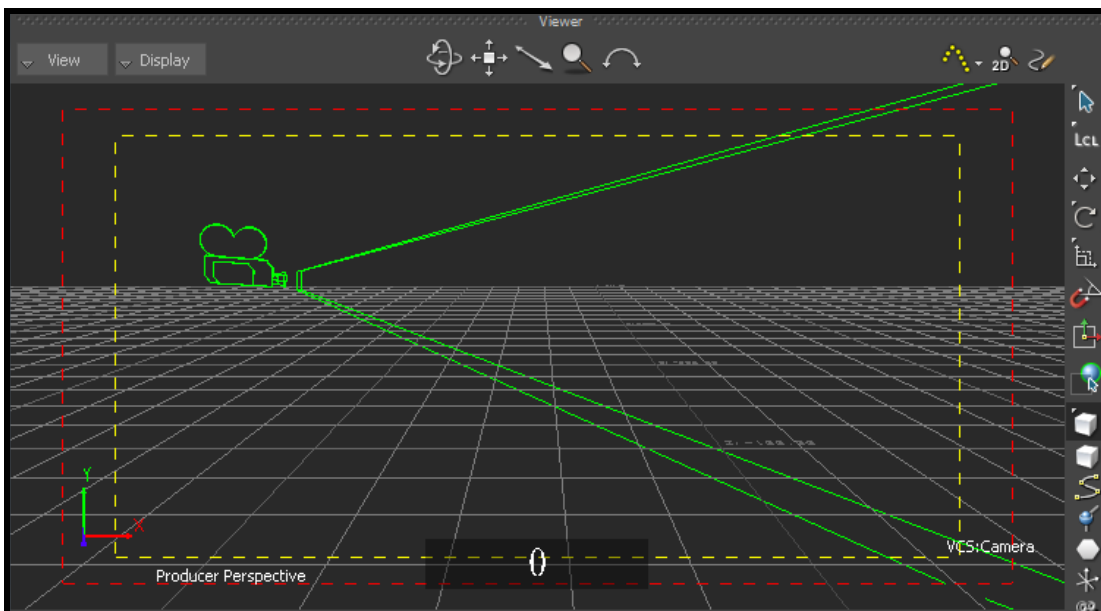 Viewer
View
Display
2D
LCL
Y
X
0
VCS:Camera
Producer Perspective